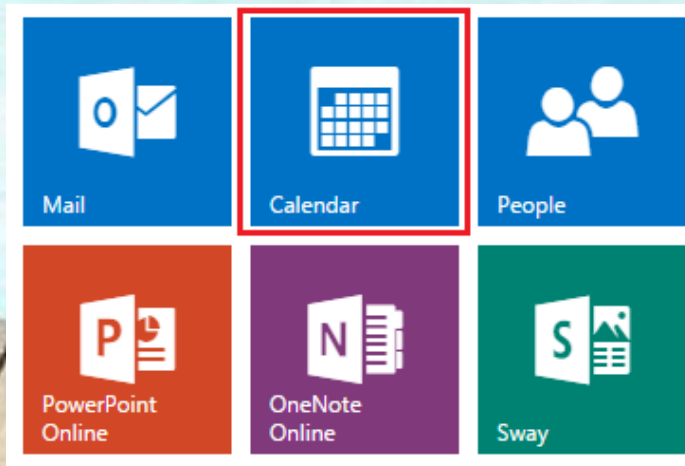 Mail
Calendar
People
PowerPoint
Online
OneNote
Online
Sway